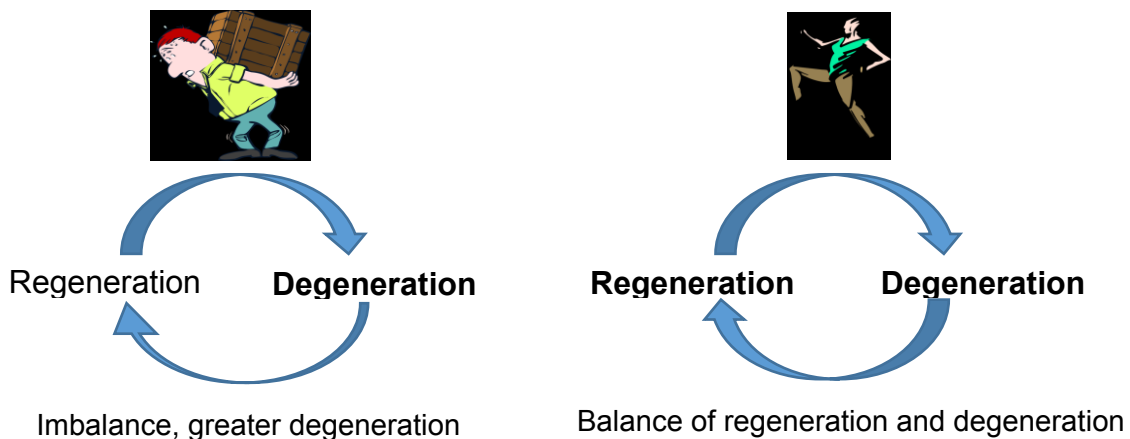 Regeneration Degeneration
Regeneration Degeneration
Imbalance, greater degeneration
Balance of regeneration and degeneration